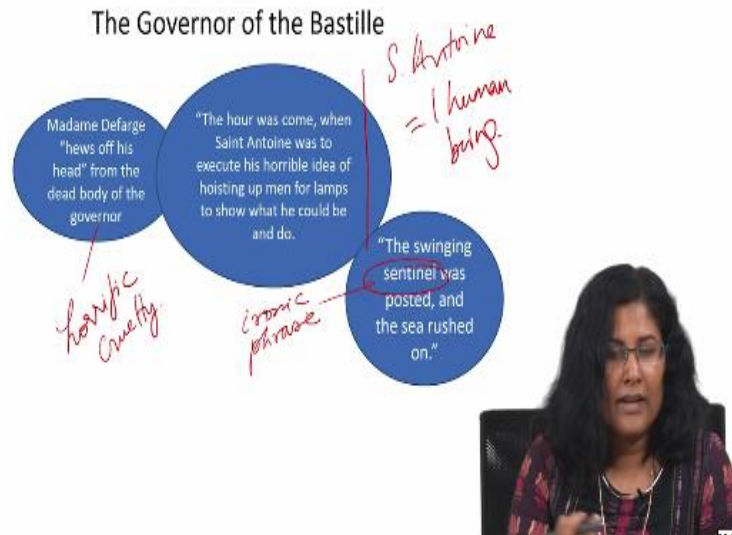 The Governor of the Bastille
S. Antoine
= 1 human
being.
Madame Defarge
"hews off his
head" from the
dead body of the
governor
"The hour was come, when
Saint Antoine was to
execute his horrible idea of
hoisting up men for lamps
to show what he could be
and do.
"The swinging
sentinel was
posted, and
the sea rushed
on."
horrific
cruelty.
ironic
phrase